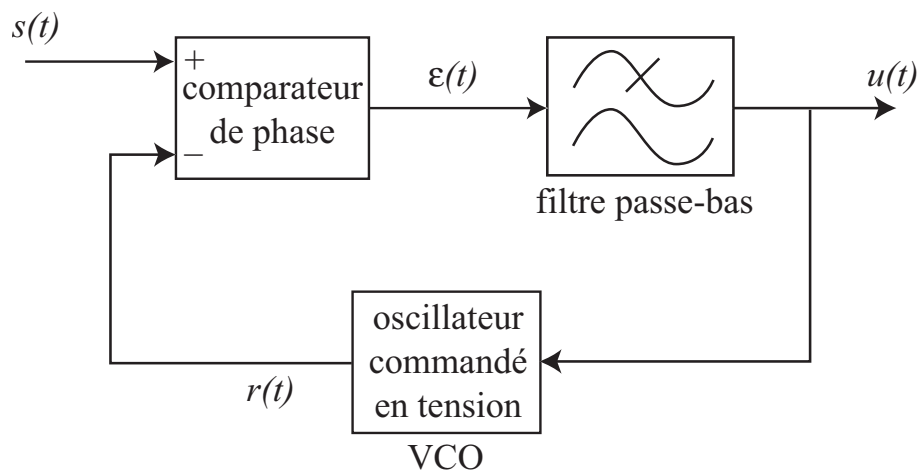 s(t)
+
comparateur
de phase
−
ε(t)
filtre passe-bas
u(t)
oscillateur
commandé
en tension
VCO
r(t)